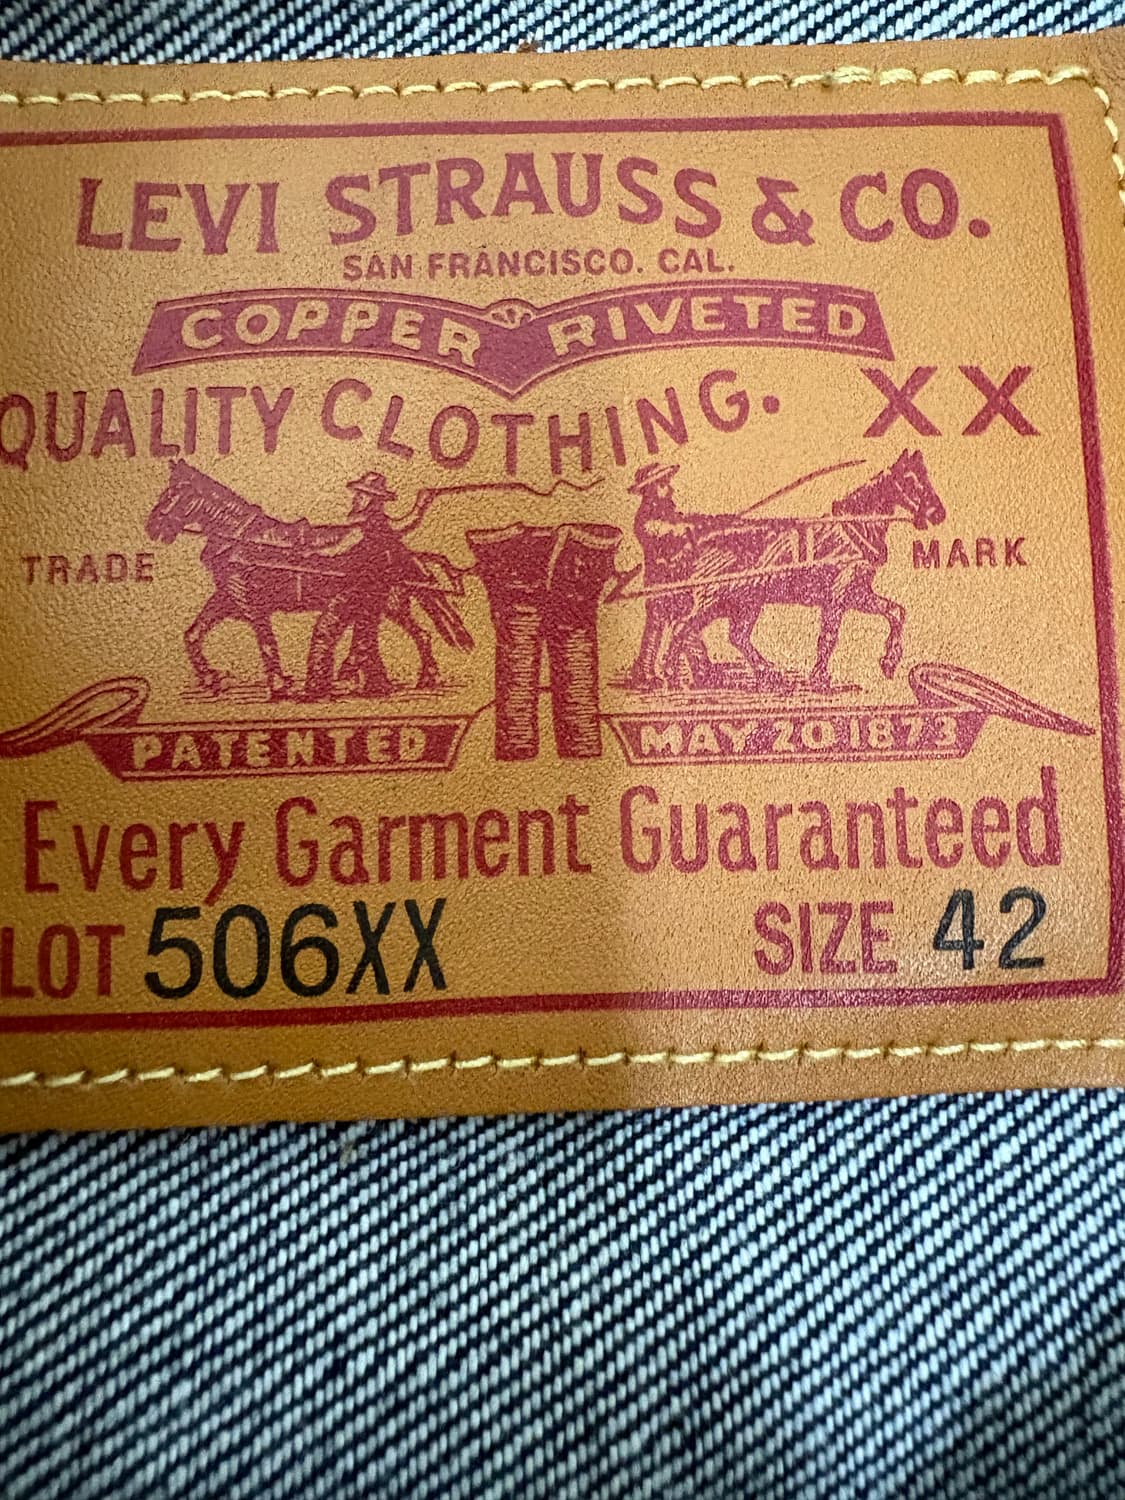 LEVI STRAUSS & CO.
SAN FRANCISCO. CAL.
COPPER RIVETED
QUALITY CLOTHING. XX
TRADE MARK
PATENTED MAY 20 1873
Every Garment Guaranteed
LOT 506XX SIZE 42